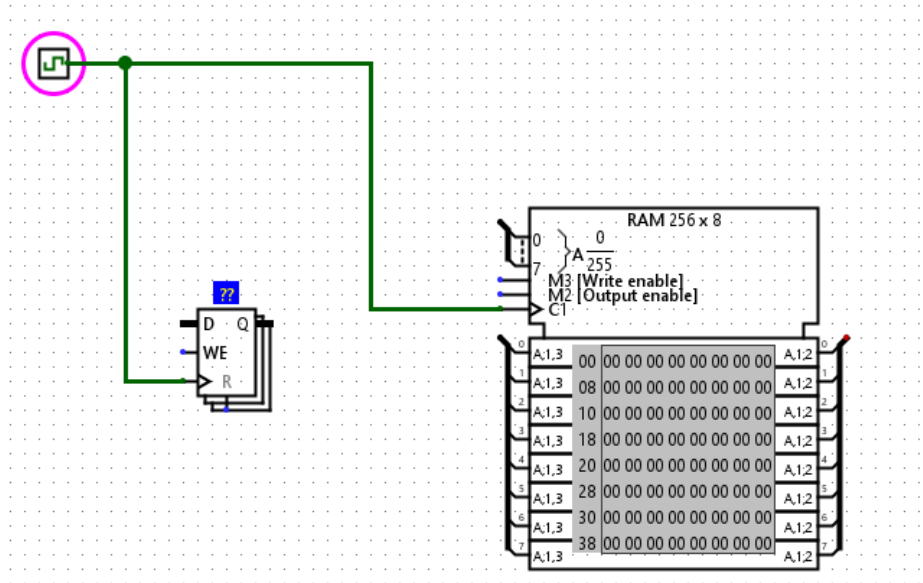 RAM 256 x 8
0
7
A
0
255
M3 [Write enable]
M2 [Output enable]
C1
??
D Q
WE
R
0 A;1,3 00 00 00 00 00 00 00 00 00 A,1;2 0
1 A;1,3 08 00 00 00 00 00 00 00 00 A,1;2 1
2 A;1,3 10 00 00 00 00 00 00 00 00 A,1;2 2
3 A;1,3 18 00 00 00 00 00 00 00 00 A,1;2 3
4 A;1,3 20 00 00 00 00 00 00 00 00 A,1;2 4
5 A;1,3 28 00 00 00 00 00 00 00 00 A,1;2 5
6 A;1,3 30 00 00 00 00 00 00 00 00 A,1;2 6
7 A;1,3 38 00 00 00 00 00 00 00 00 A,1;2 7